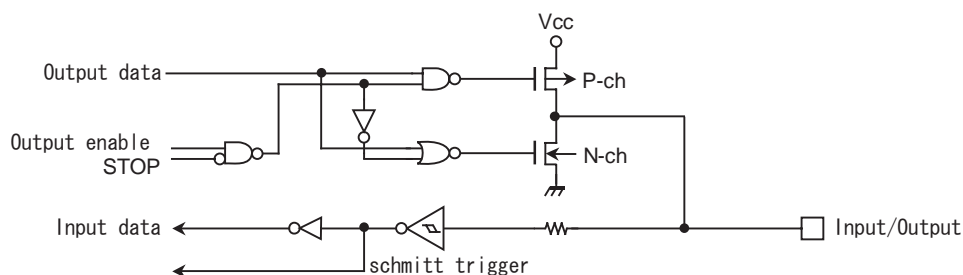 Vcc
Output data
P-ch
Output enable
STOP
N-ch
Input data
Input/Output
schmitt trigger